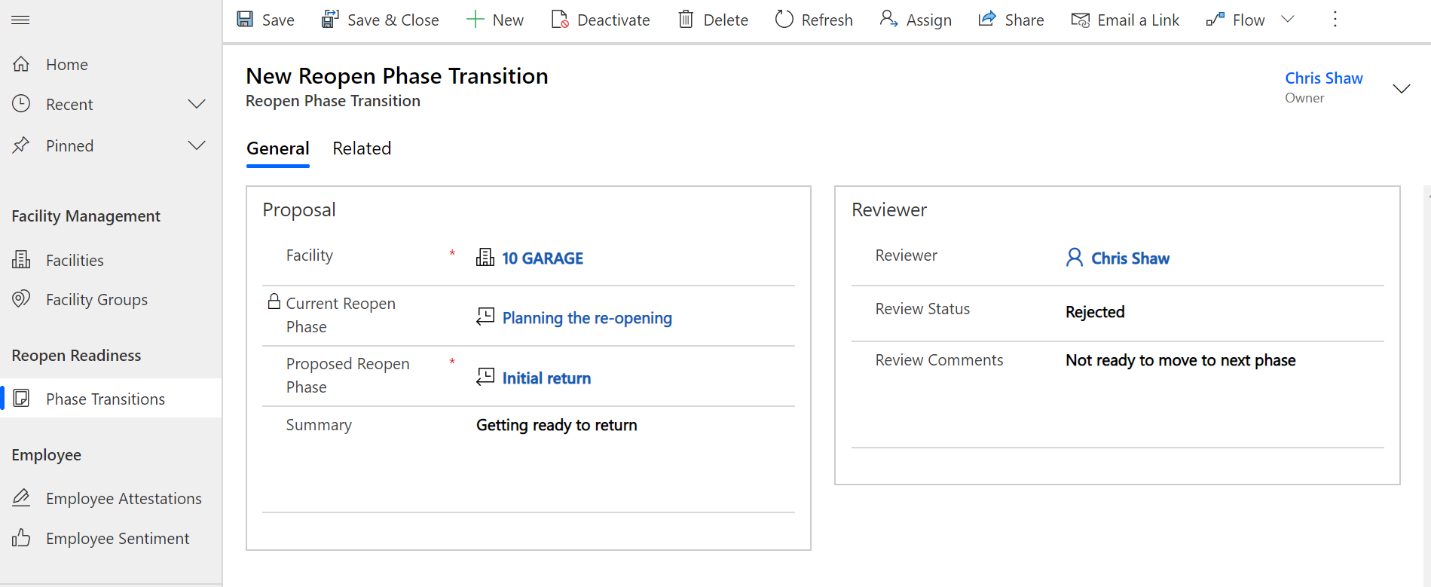 Save Save & Close New Deactivate Delete Refresh Assign Share Email a Link Flow
Home
Recent
Pinned
Facility Management
Facilities
Facility Groups
Reopen Readiness
Phase Transitions
Employee
Employee Attestations
Employee Sentiment
New Reopen Phase Transition
Reopen Phase Transition
Chris Shaw
Owner
General Related
Proposal
Facility * 10 GARAGE
Current Reopen
Phase
Planning the re-opening
Proposed Reopen
Phase
* Initial return
Summary Getting ready to return
Reviewer
Reviewer Chris Shaw
Review Status Rejected
Review Comments Not ready to move to next phase